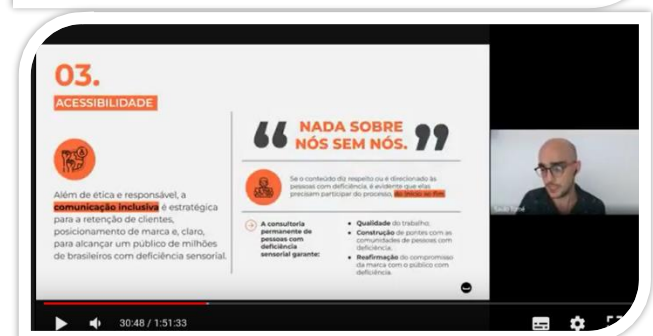 03.
ACESSIBILIDADE
Além de ética e responsável, a
comunicação inclusiva é estratégica
para a retenção de clientes,
posicionamento de marca e, claro,
para alcançar um público de milhões
de brasileiros com deficiência sensorial.
“ NADA SOBRE
NÓS SEM NÓS. ”
Se o conteúdo diz respeito ou é direcionado às
pessoas com deficiência, é evidente que elas
precisam participar do processo, do início ao fim.
A consultoria
permanente de
pessoas com
deficiência
sensorial garante:
• Qualidade do trabalho;
• Construção de pontes com as
comunidades de pessoas com
deficiência;
• Reafirmação do compromisso
da marca com o público com
deficiência.
30:48 / 1:51:33